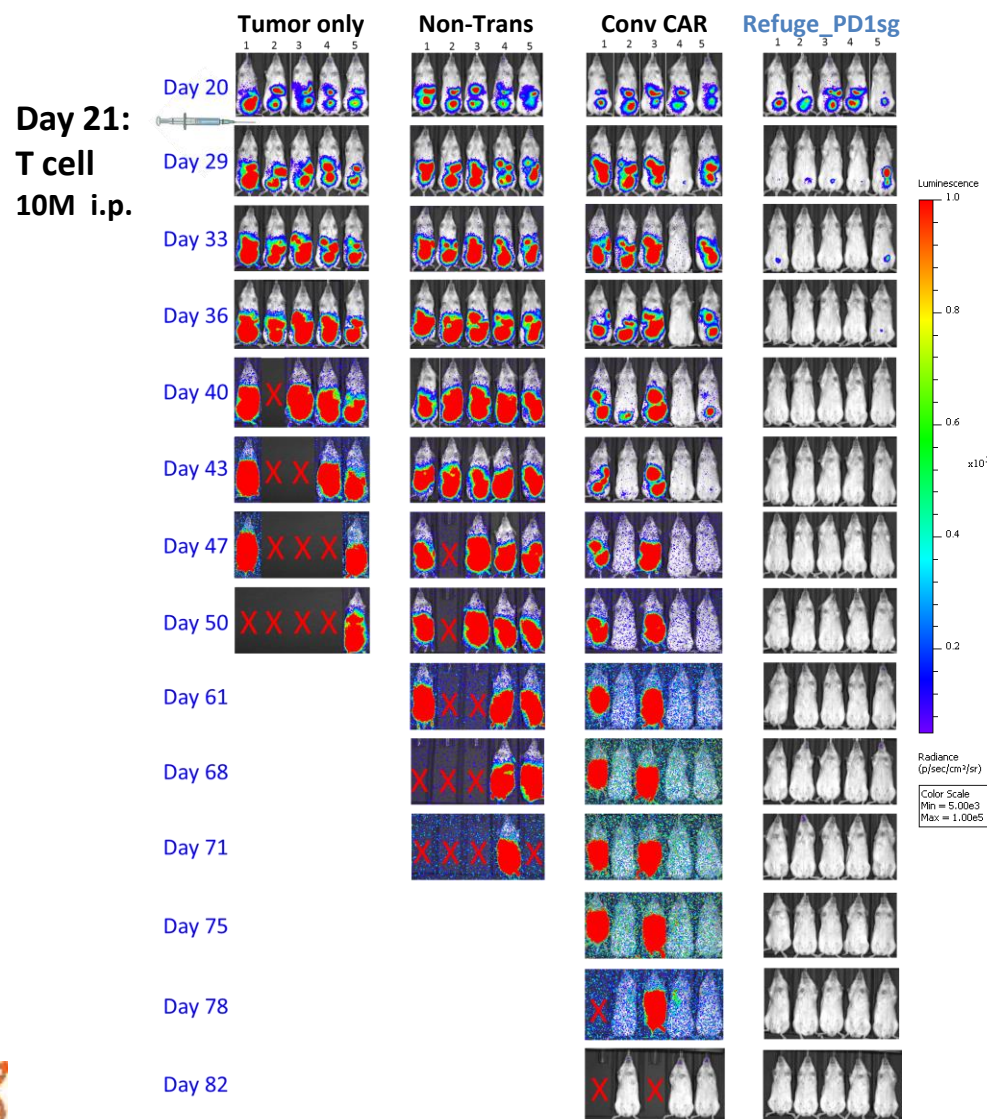 Tumor only Non-Trans Conv CAR Refuge_PD1sg
1 2 3 4 5 1 2 3 4 5 1 2 3 4 5 1 2 3 4 5
Day 20
Day 21:
T cell
10M i.p.
Day 29
Day 33
Day 36
Day 40
X
Day 43
X X
Day 47
X X X X
Day 50
X X X X X
Day 61
X X
Day 68
X X X
Day 71
X X X X
Day 75
Day 78
X
Day 82
X X
Luminescence
1.0
0.8
0.6
0.4
0.2
Radiance
(p/sec/cm²/sr)
Color Scale
Min = 5.00e3
Max = 1.00e5